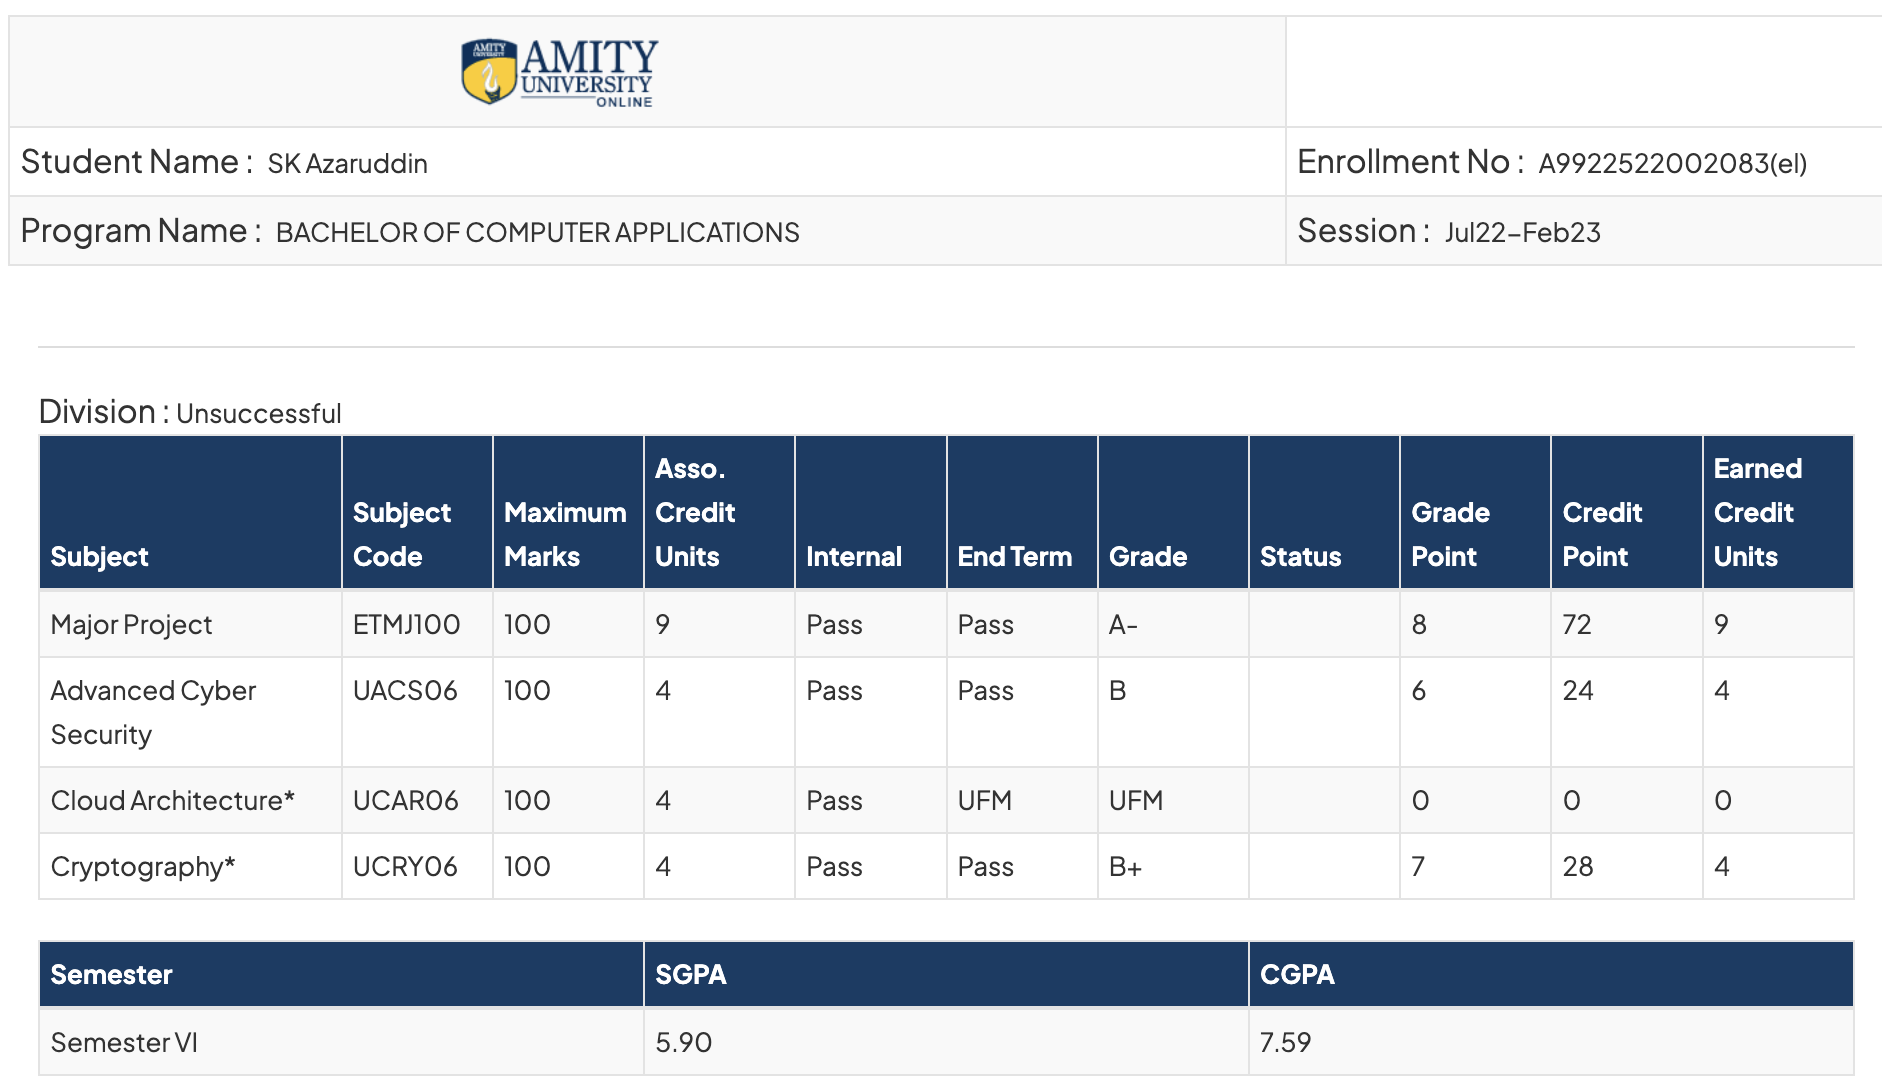 AMITY
UNIVERSITY
AMITY
UNIVERSITY
ONLINE
Student Name : SK Azaruddin
Enrollment No : A9922522002083(el)
Program Name : BACHELOR OF COMPUTER APPLICATIONS
Session : Jul22-Feb23
Division : Unsuccessful
Subject Subject Code Maximum Marks Asso. Credit Units Internal End Term Grade Status Grade Point Credit Point Earned Credit Units
Major Project ETMJ100 100 9 Pass Pass A- 8 72 9
Advanced Cyber Security UACS06 100 4 Pass Pass B 6 24 4
Cloud Architecture* UCAR06 100 4 Pass UFM UFM 0 0 0
Cryptography* UCRY06 100 4 Pass Pass B+ 7 28 4
Semester SGPA CGPA
Semester VI 5.90 7.59